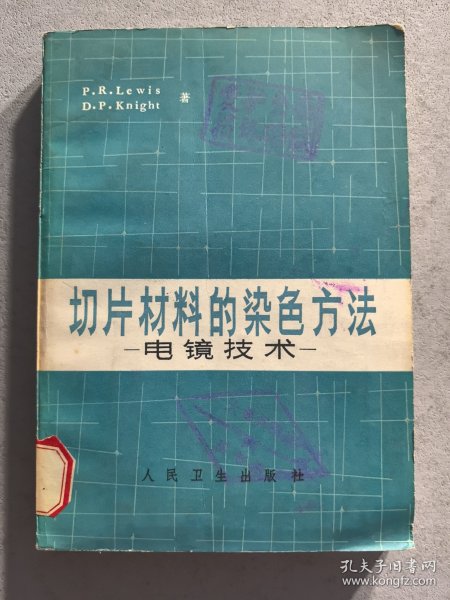 P.R.Lewis
D.P.Knight 著
切片材料的染色方法
—电镜技术—
人民卫生出版社
孔夫子旧书网
www.kongfz.com